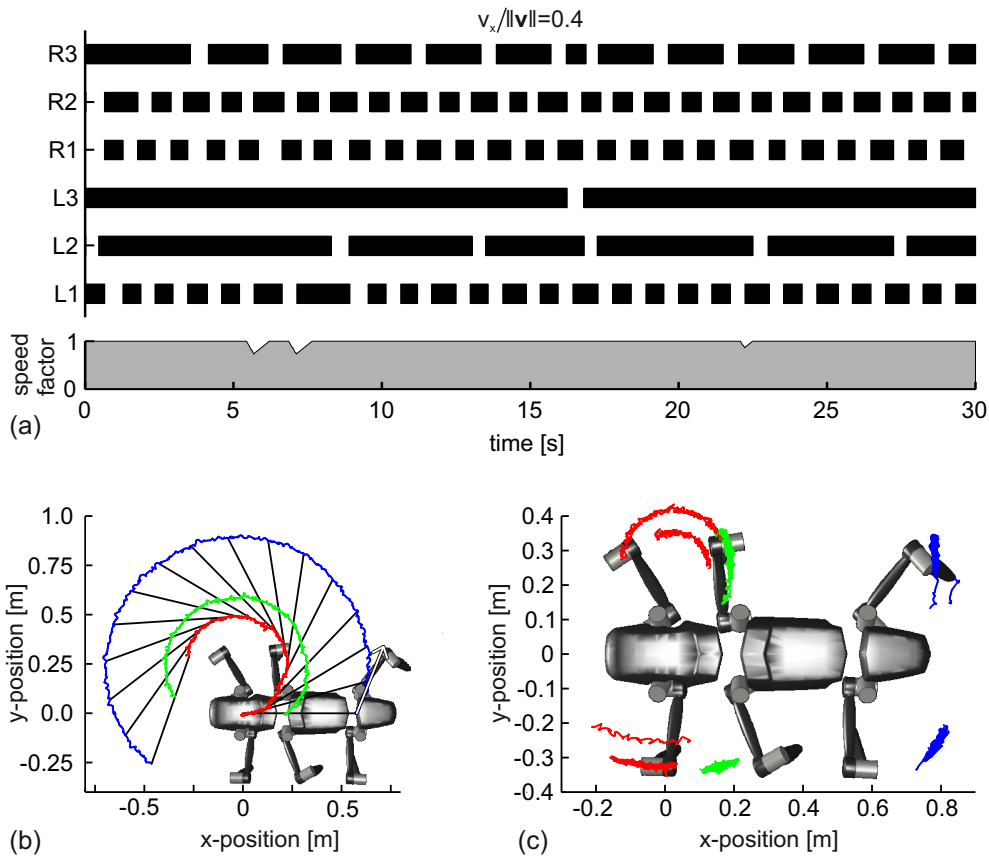 vₓ/‖v‖=0.4
R3
R2
R1
L3
L2
L1
speed factor
1
0
0 5 10 15 20 25 30
time [s]
(a)
1.0
0.75
0.5
0.25
0.0
-0.25
y-position [m]
-0.5 0 0.5
x-position [m]
(b)
0.4
0.3
0.2
0.1
0
-0.1
-0.2
-0.3
-0.4
y-position [m]
-0.2 0 0.2 0.4 0.6 0.8
x-position [m]
(c)